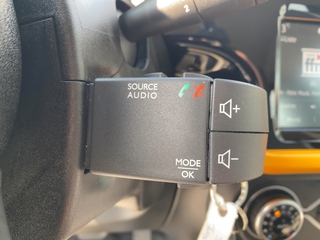 SOURCE
AUDIO
+
-
MODE
OK